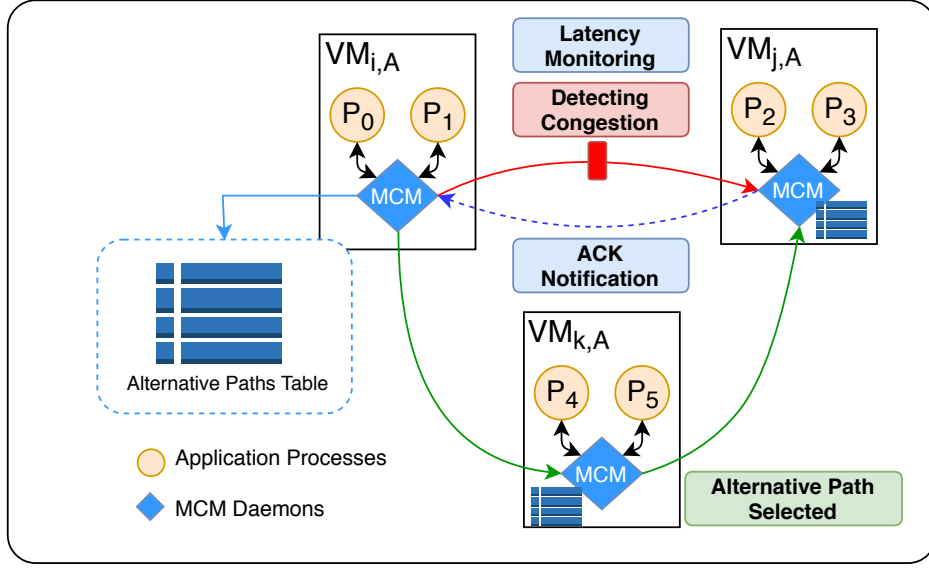 VMi,A
Latency
Monitoring
VMj,A
Detecting
Congestion
P0
P1
P2
P3
MCM
MCM
ACK
Notification
VMk,A
Alternative Paths Table
P4
P5
Application Processes
MCM
MCM Daemons
Alternative Path
Selected